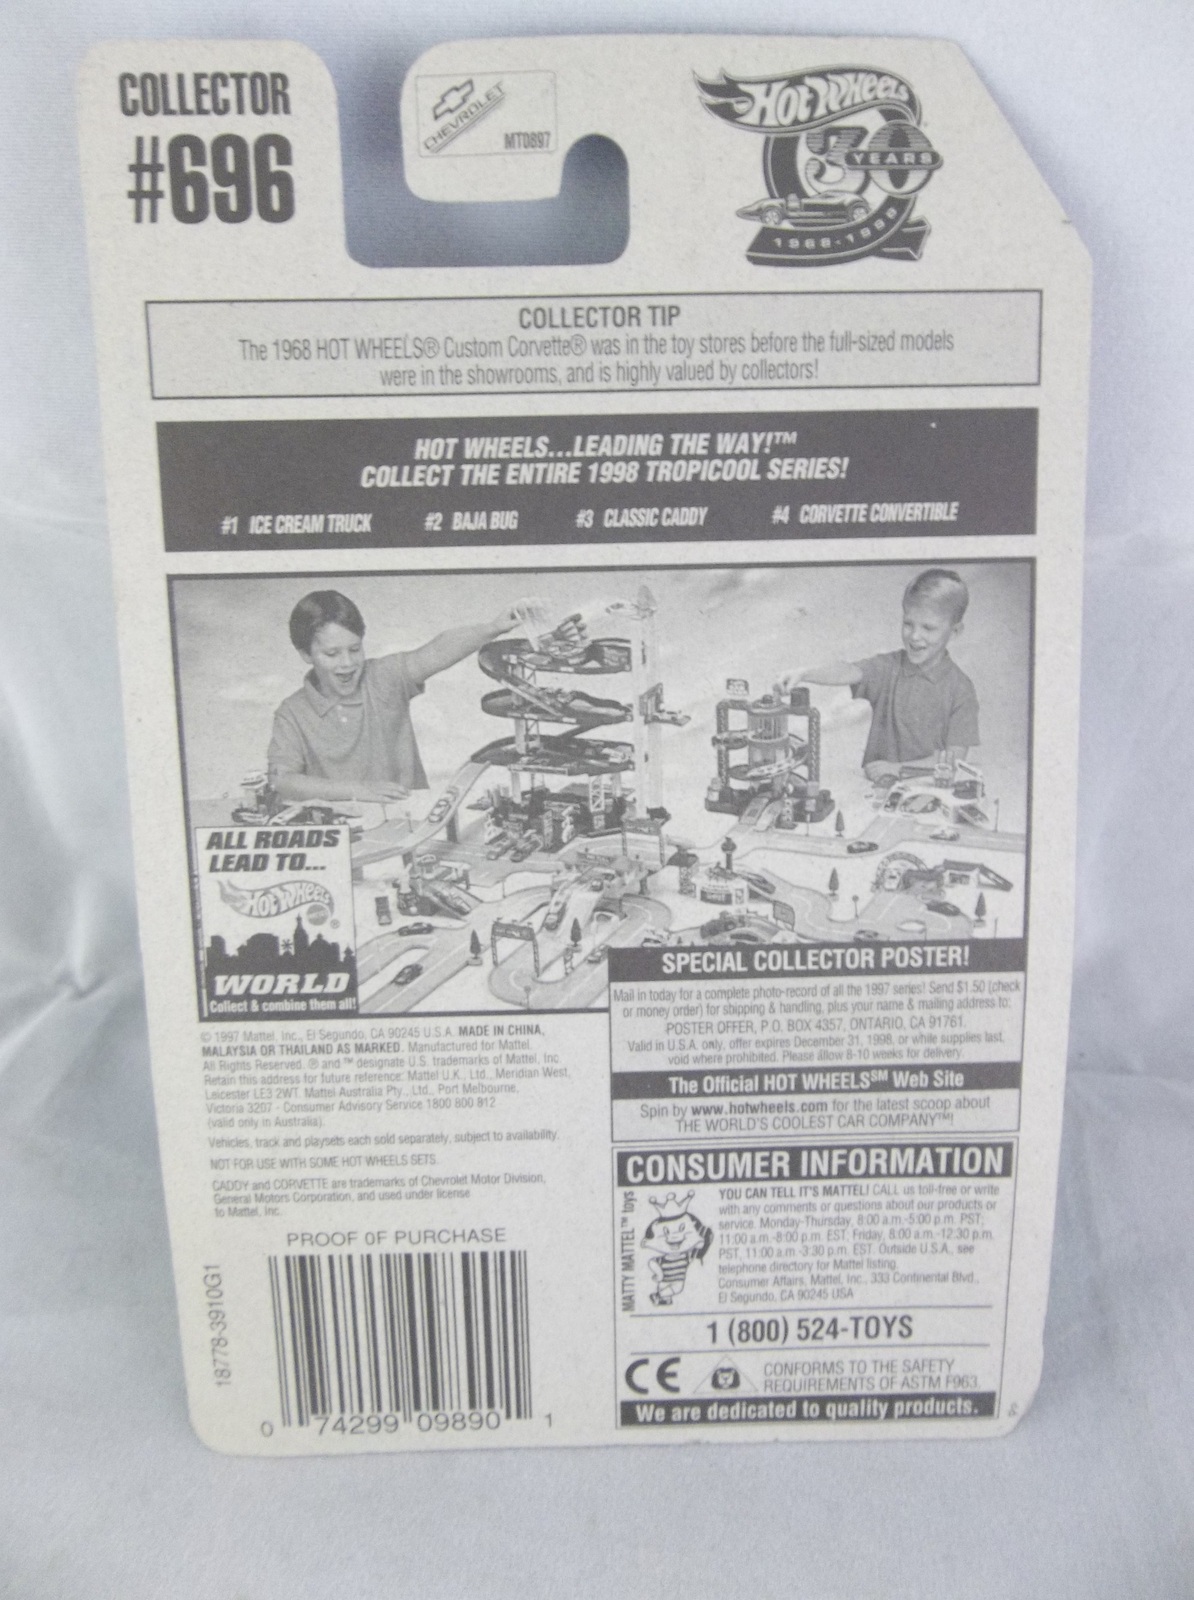 COLLECTOR
#696
CHEVROLET
MT0897
HOT WHEELS
30
YEARS
1968-1998
COLLECTOR TIP
The 1968 HOT WHEELS® Custom Corvette® was in the toy stores before the full-sized models
were in the showrooms, and is highly valued by collectors!
HOT WHEELS...LEADING THE WAY!™
COLLECT THE ENTIRE 1998 TROPICOOL SERIES!
#1 ICE CREAM TRUCK #2 BAJA BUG #3 CLASSIC CADDY #4 CORVETTE CONVERTIBLE
ALL ROADS
LEAD TO...
HOT WHEELS®
WORLD
Collect & combine them all!
SPECIAL COLLECTOR POSTER!
Mail in today for a complete photo-record of all the 1997 series! Send $1.50 (check
or money order) for shipping & handling, plus your name & mailing address to:
POSTER OFFER, P.O. BOX 4357, ONTARIO, CA 91761.
Valid in U.S.A. only, offer expires December 31, 1998, or while supplies last,
void where prohibited. Please allow 8-10 weeks for delivery.
The Official HOT WHEELS℠ Web Site
Spin by www.hotwheels.com for the latest scoop about
THE WORLD'S COOLEST CAR COMPANY™!
© 1997 Mattel, Inc., El Segundo, CA 90245 U.S.A. MADE IN CHINA,
MALAYSIA OR THAILAND AS MARKED. Manufactured for Mattel.
All Rights Reserved. ® and ™ designate U.S. trademarks of Mattel, Inc.
Retain this address for future reference: Mattel U.K., Ltd., Meridian West,
Leicester LE3 2WT. Mattel Australia Pty., Ltd., Port Melbourne,
Victoria 3207 - Consumer Advisory Service 1800 800 812
(valid only in Australia).
Vehicles, track and playsets each sold separately, subject to availability.
NOT FOR USE WITH SOME HOT WHEELS SETS.
CADDY and CORVETTE are trademarks of Chevrolet Motor Division,
General Motors Corporation, and used under license
to Mattel, Inc.
PROOF OF PURCHASE
18778-3910G1
0 74299 09890 1
CONSUMER INFORMATION
MATTY MATTEL™ toys
YOU CAN TELL IT'S MATTEL! CALL us toll-free or write
with any comments or questions about our products or
service. Monday-Thursday, 8:00 a.m.-5:00 p.m. PST;
11:00 a.m.-8:00 p.m. EST, Friday, 8:00 a.m.-12:30 p.m.
PST, 11:00 a.m.-3:30 p.m. EST. Outside U.S.A., see
telephone directory for Mattel listing.
Consumer Affairs, Mattel, Inc., 333 Continental Blvd.,
El Segundo, CA 90245 USA
1 (800) 524-TOYS
CE
CONFORMS TO THE SAFETY
REQUIREMENTS OF ASTM F963.
We are dedicated to quality products.